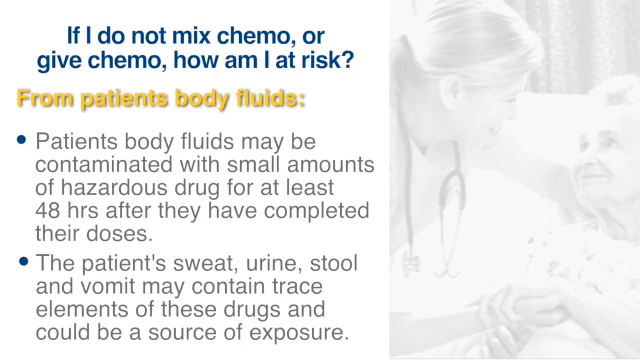 If I do not mix chemo, or
give chemo, how am I at risk?
From patients body fluids:
• Patients body fluids may be
contaminated with small amounts
of hazardous drug for at least
48 hrs after they have completed
their doses.
• The patient's sweat, urine, stool
and vomit may contain trace
elements of these drugs and
could be a source of exposure.